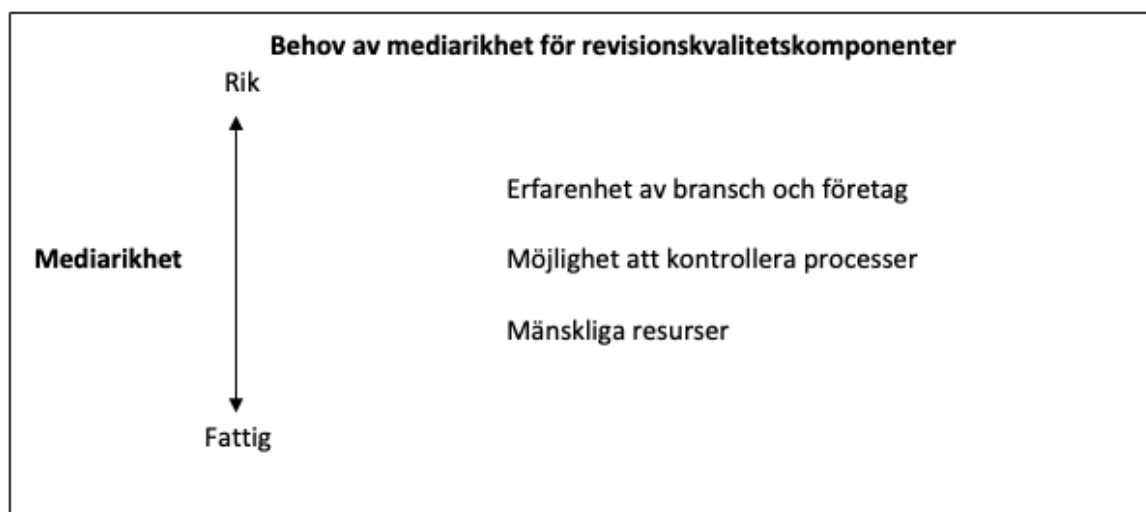 Behov av mediarikhet för revisionskvalitetskomponenter
Rik
Erfarenhet av bransch och företag
Mediarikhet
Möjlighet att kontrollera processer
Mänskliga resurser
Fattig